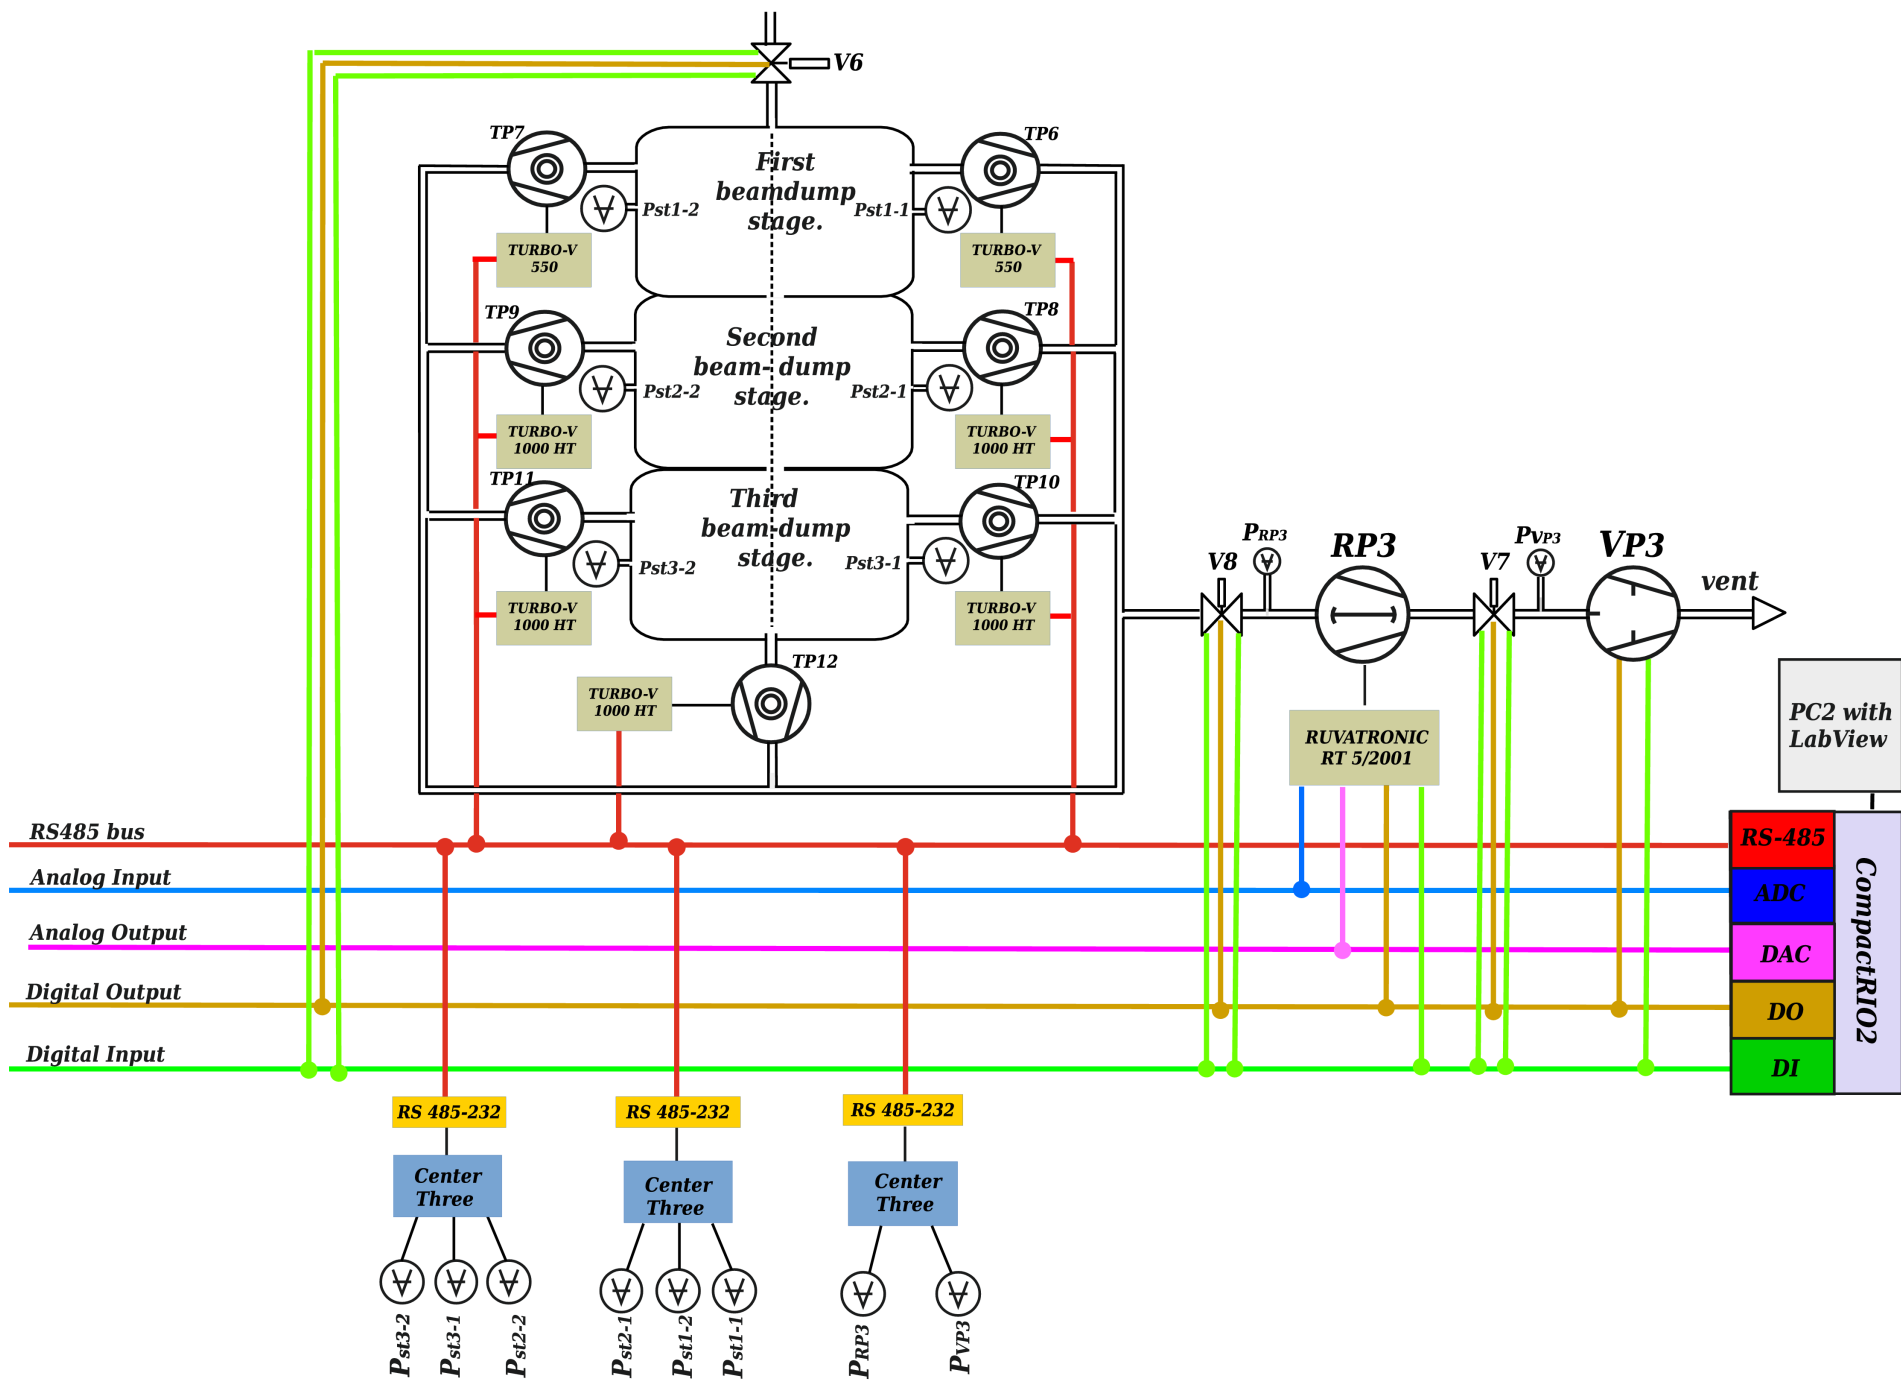 V6
TP7
TP6
First
beamdump
stage.
Pst1-2
Pst1-1
TURBO-V
550
TURBO-V
550
TP9
TP8
Second
beam- dump
stage.
Pst2-2
Pst2-1
TURBO-V
1000 HT
TURBO-V
1000 HT
TP11
TP10
Third
beam-dump
stage.
Pst3-2
Pst3-1
TURBO-V
1000 HT
TURBO-V
1000 HT
TP12
TURBO-V
1000 HT
V8
PRP3
RP3
V7
PVP3
VP3
vent
RUVATRONIC
RT 5/2001
PC2 with
LabView
RS485 bus
Analog Input
Analog Output
Digital Output
Digital Input
RS-485
ADC
DAC
DO
DI
CompactRIO2
RS 485-232
RS 485-232
RS 485-232
Center
Three
Center
Three
Center
Three
Pst3-2
Pst3-1
Pst2-2
Pst2-1
Pst1-2
Pst1-1
PRP3
PVP3